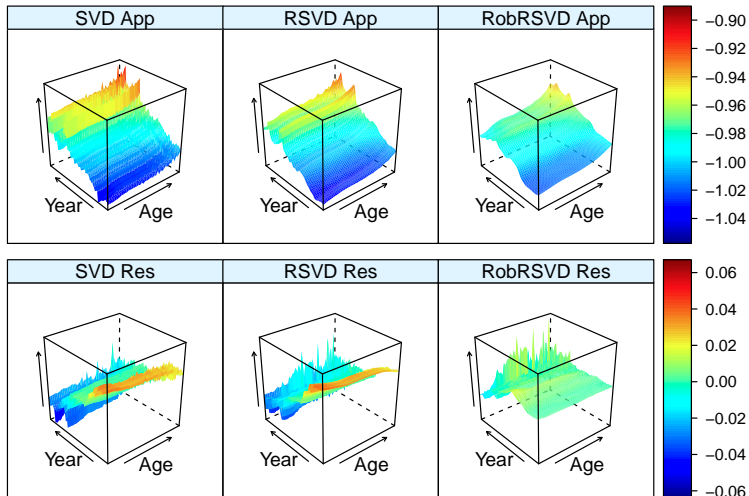 SVD App
RSVD App
RobRSVD App
Year
Age
Year
Age
Year
Age
−0.90
−0.92
−0.94
−0.96
−0.98
−1.00
−1.02
−1.04
SVD Res
RSVD Res
RobRSVD Res
Year
Age
Year
Age
Year
Age
0.06
0.04
0.02
0.00
−0.02
−0.04
−0.06